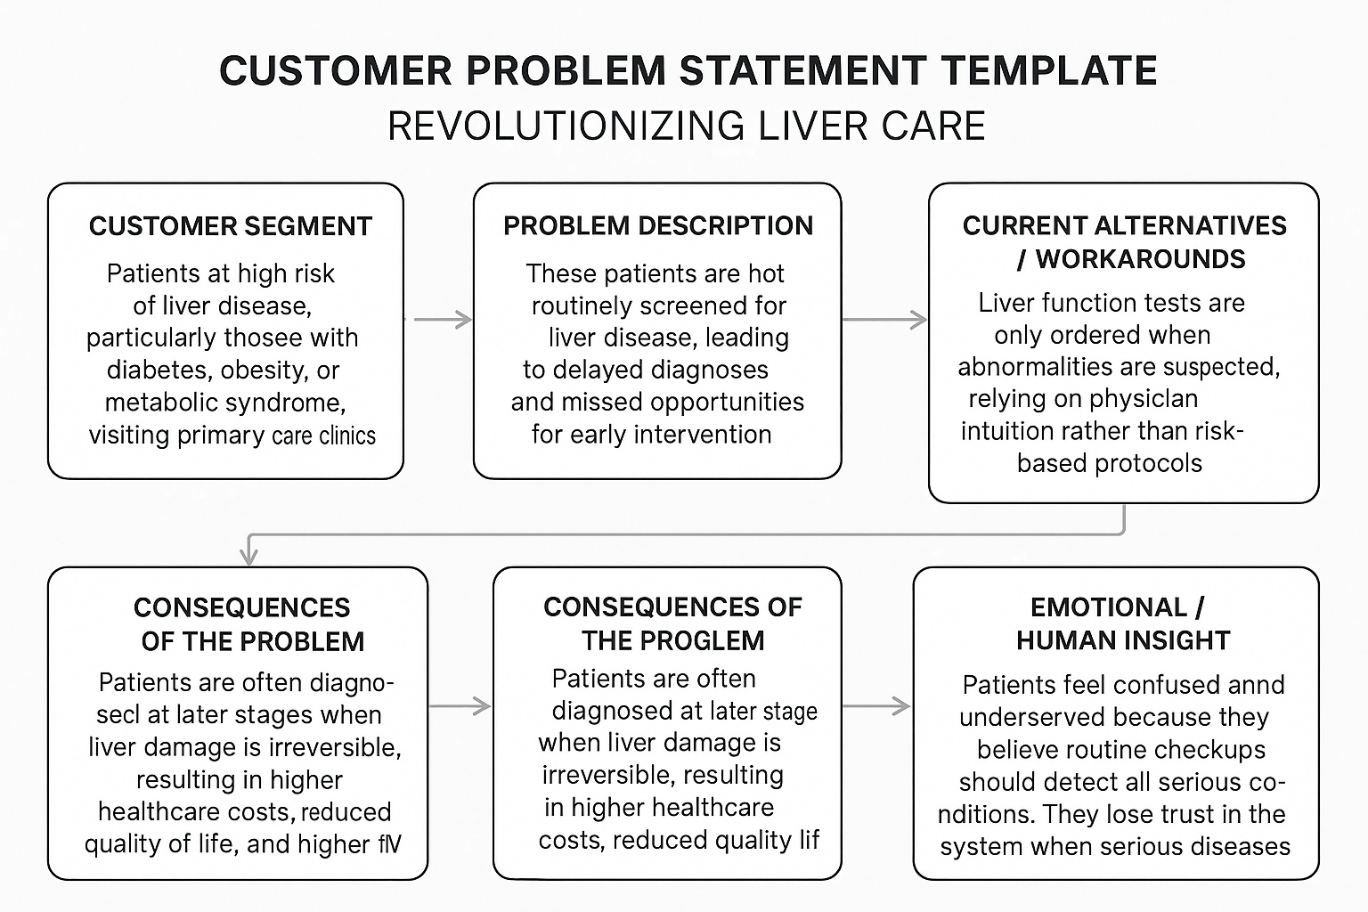 CUSTOMER PROBLEM STATEMENT TEMPLATE
REVOLUTIONIZING LIVER CARE
CUSTOMER SEGMENT
Patients at high risk
of liver disease,
particularly thosee with
diabetes, obesity, or
metabolic syndrome,
visiting primary care clinics
PROBLEM DESCRIPTION
These patients are hot
routinely screened for
liver disease, leading
to delayed diagnoses
and missed opportunities
for early intervention
CURRENT ALTERNATIVES
/ WORKAROUNDS
Liver function tests are
only ordered when
abnormalities are suspected,
relying on physiclan
intuition rather than risk-
based protocols
CONSEQUENCES
OF THE PROBLEM
Patients are often diagno-
secl at later stages when
liver damage is irreversible,
resulting in higher
healthcare costs, reduced
quality of life, and higher flV
CONSEQUENCES OF
THE PROGLEM
Patients are often
diagnosed at later stage
when liver damage is
irreversible, resulting
in higher healthcare
costs, reduced quality lif
EMOTIONAL /
HUMAN INSIGHT
Patients feel confused annd
underserved because they
believe routine checkups
should detect all serious co-
nditions. They lose trust in the
system when serious diseases